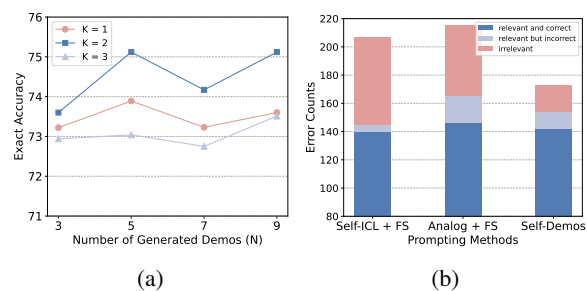 76
75
74
73
72
71
Exact Accuracy
K = 1
K = 2
K = 3
3 5 7 9
Number of Generated Demos (N)
(a)
220
200
180
160
140
120
100
80
Error Counts
relevant and correct
relevant but incorrect
irrelevant
Self-ICL + FS Analog + FS Self-Demos
Prompting Methods
(b)